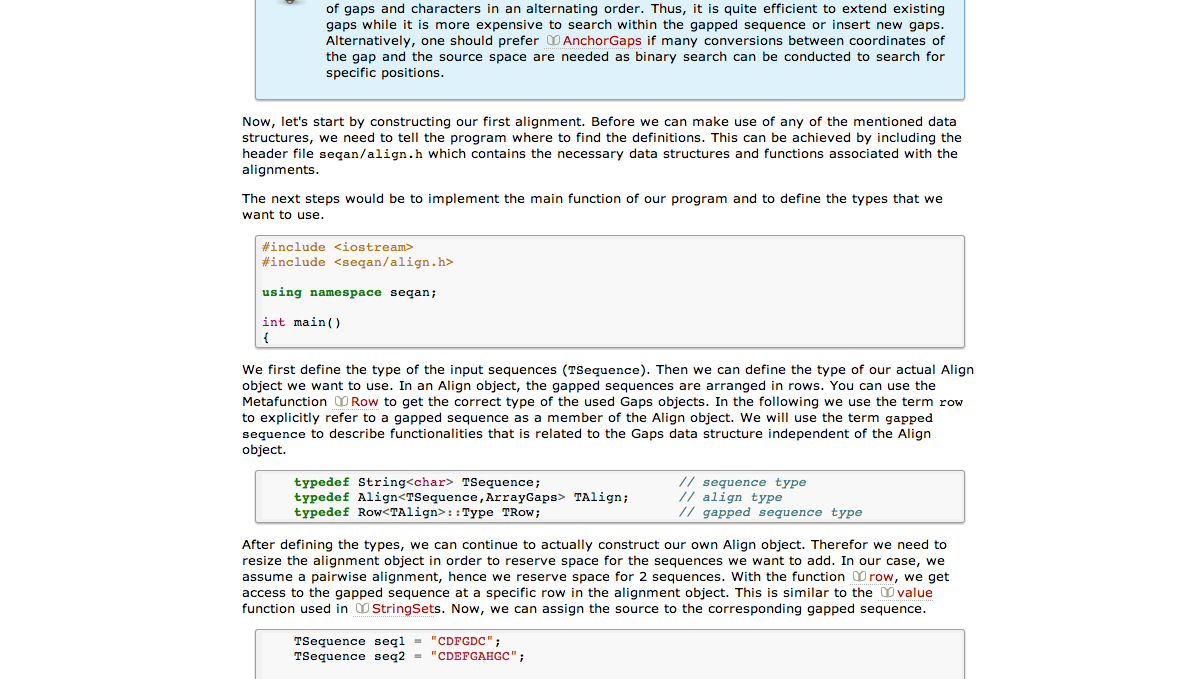 of gaps and characters in an alternating order. Thus, it is quite efficient to extend existing
gaps while it is more expensive to search within the gapped sequence or insert new gaps.
Alternatively, one should prefer AnchorGaps if many conversions between coordinates of
the gap and the source space are needed as binary search can be conducted to search for
specific positions.
Now, let's start by constructing our first alignment. Before we can make use of any of the mentioned data
structures, we need to tell the program where to find the definitions. This can be achieved by including the
header file seqan/align.h which contains the necessary data structures and functions associated with the
alignments.
The next steps would be to implement the main function of our program and to define the types that we
want to use.
#include <iostream>
#include <seqan/align.h>
using namespace seqan;
int main()
{
We first define the type of the input sequences (TSequence). Then we can define the type of our actual Align
object we want to use. In an Align object, the gapped sequences are arranged in rows. You can use the
Metafunction Row to get the correct type of the used Gaps objects. In the following we use the term row
to explicitly refer to a gapped sequence as a member of the Align object. We will use the term gapped
sequence to describe functionalities that is related to the Gaps data structure independent of the Align
object.
typedef String<char> TSequence; // sequence type
typedef Align<TSequence,ArrayGaps> TAlign; // align type
typedef Row<TAlign>::Type TRow; // gapped sequence type
After defining the types, we can continue to actually construct our own Align object. Therefor we need to
resize the alignment object in order to reserve space for the sequences we want to add. In our case, we
assume a pairwise alignment, hence we reserve space for 2 sequences. With the function row, we get
access to the gapped sequence at a specific row in the alignment object. This is similar to the value
function used in StringSets. Now, we can assign the source to the corresponding gapped sequence.
TSequence seq1 = "CDFGDC";
TSequence seq2 = "CDEFGAHGC";